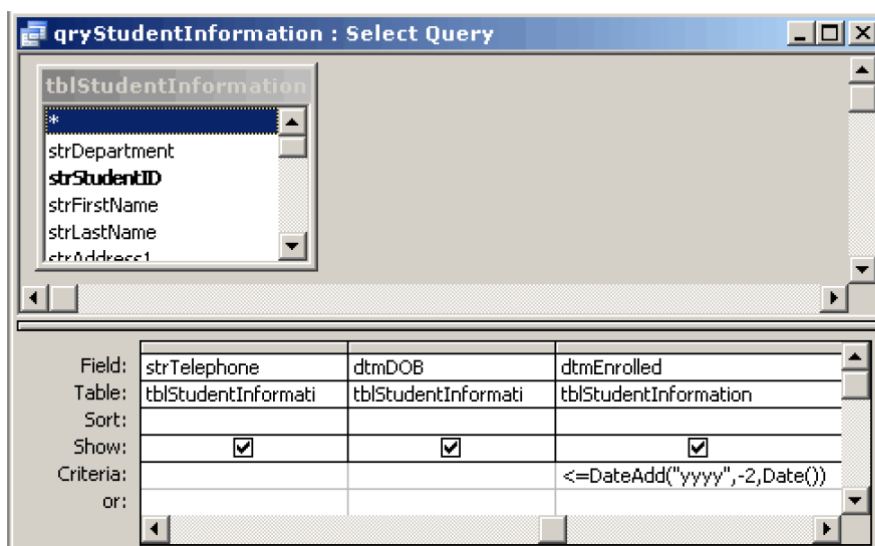 qryStudentInformation : Select Query
tblStudentInformation
*
strDepartment
strStudentID
strFirstName
strLastName
strAddress1
Field: strTelephone dtmDOB dtmEnrolled
Table: tblStudentInformati tblStudentInformati tblStudentInformation
Sort:
Show:
Criteria: <=DateAdd("yyyy",-2,Date())
or: